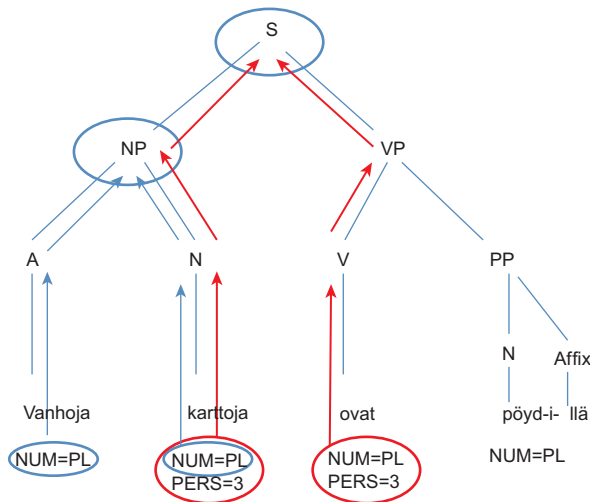 S
NP VP
A N V PP
N Affix
Vanhoja karttoja ovat pöyd-i- llä
NUM=PL NUM=PL NUM=PL NUM=PL
PERS=3 PERS=3